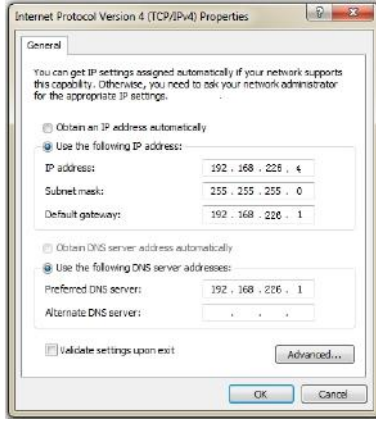 Internet Protocol Version 4 (TCP/IPv4) Properties
General
You can get IP settings assigned automatically if your network supports
this capability. Otherwise, you need to ask your network administrator
for the appropriate IP settings.
Obtain an IP address automatically
Use the following IP address:
IP address: 192 . 168 . 226 . 4
Subnet mask: 255 . 255 . 255 . 0
Default gateway: 192 . 168 . 226 . 1
Obtain DNS server address automatically
Use the following DNS server addresses:
Preferred DNS server: 192 . 168 . 226 . 1
Alternate DNS server: . . .
Validate settings upon exit
Advanced...
OK Cancel